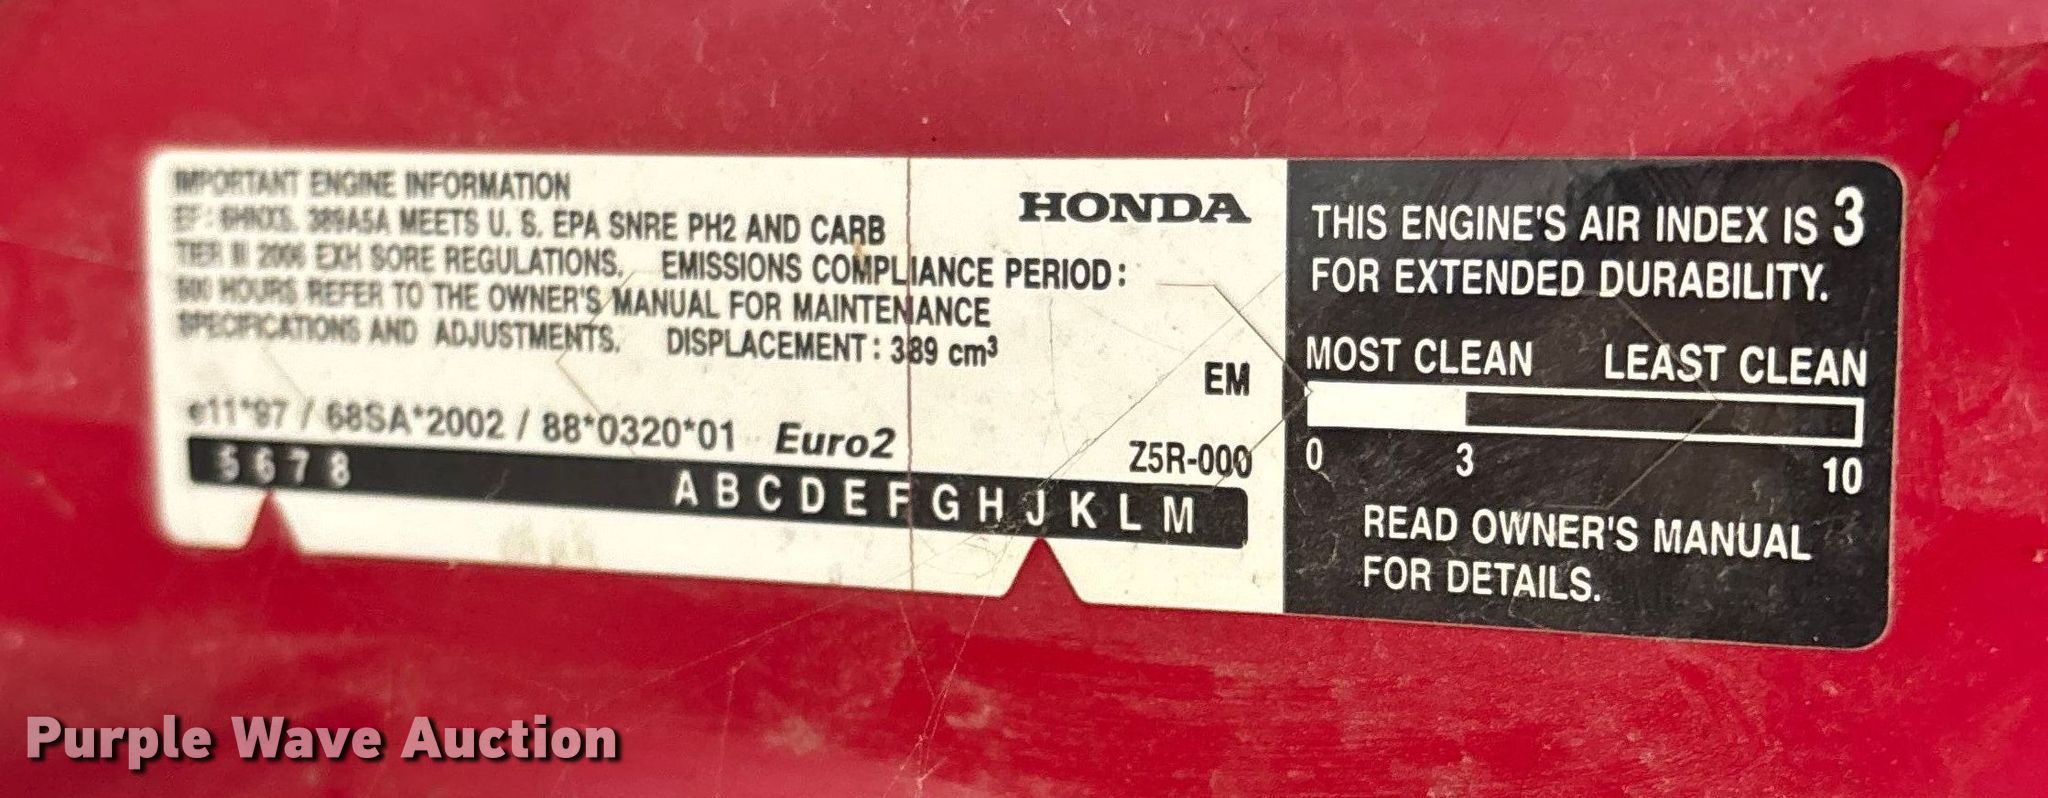 IMPORTANT ENGINE INFORMATION
389A5A MEETS U. S. EPA SNRE PH2 AND CARB
TIER III 2006 EXH SORE REGULATIONS. EMISSIONS COMPLIANCE PERIOD:
500 HOURS REFER TO THE OWNER'S MANUAL FOR MAINTENANCE
SPECIFICATIONS AND ADJUSTMENTS. DISPLACEMENT: 389 cm³
HONDA
EM
e11*97 / 68SA*2002 / 88*0320*01 Euro2
Z5R-000
5 6 7 8 A B C D E F G H J K L M
THIS ENGINE'S AIR INDEX IS 3
FOR EXTENDED DURABILITY.
MOST CLEAN LEAST CLEAN
0 3 10
READ OWNER'S MANUAL
FOR DETAILS.
Purple Wave Auction